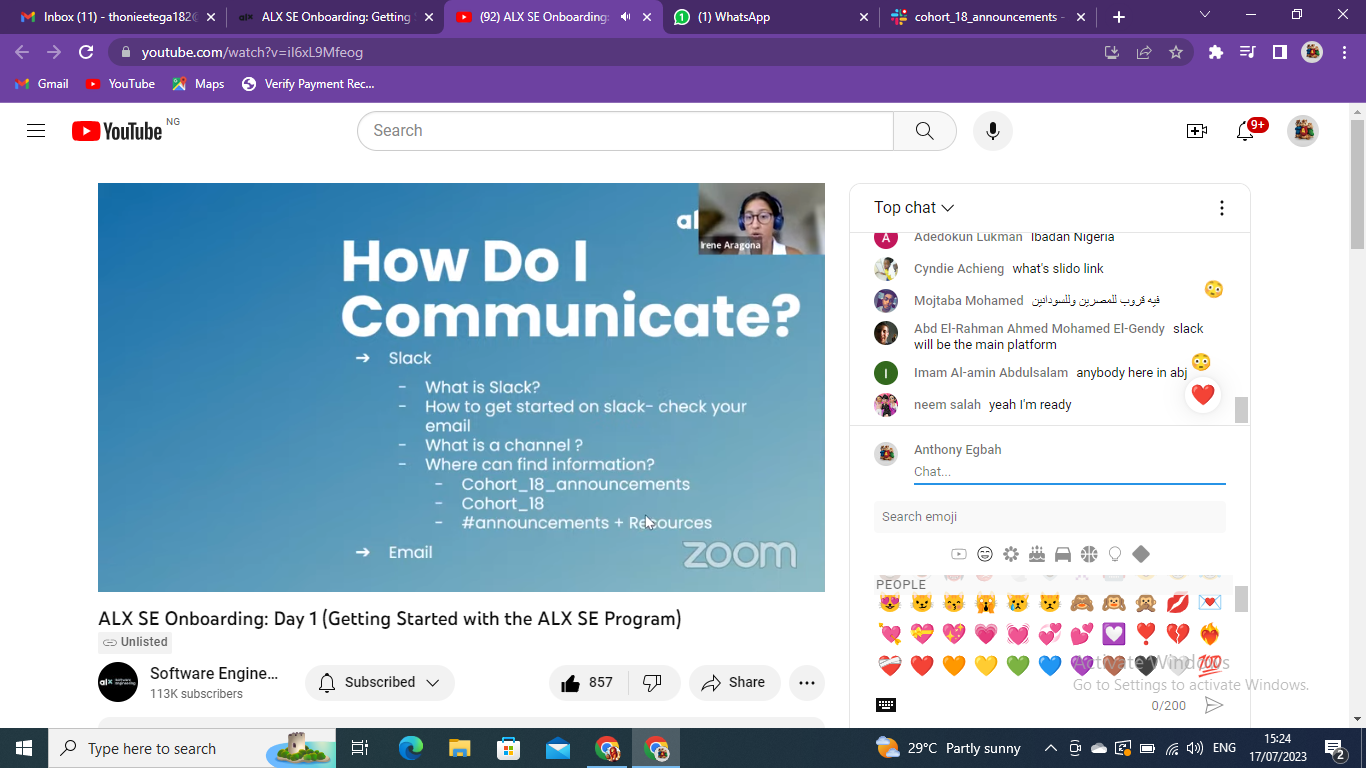 Inbox (11) - thonieetega182@
ALX SE Onboarding: Getting
(92) ALX SE Onboarding:
(1) WhatsApp
cohort_18_announcements -
youtube.com/watch?v=iI6xL9Mfeog
Gmail
YouTube
Maps
Verify Payment Rec...
YouTube NG
Search
9+
How Do I
Communicate?
Irene Aragona
➔ Slack
- What is Slack?
- How to get started on slack- check your
email
- What is a channel ?
- Where can find information?
- Cohort_18_announcements
- Cohort_18
- #announcements + Resources
➔ Email
zoom
ALX SE Onboarding: Day 1 (Getting Started with the ALX SE Program)
Unlisted
Software Engine...
113K subscribers
Subscribed
857
Share
Top chat
Adedokun Lukman Ibadan Nigeria
Cyndie Achieng what's slido link
Mojtaba Mohamed فيه قروب للمصرين وللسودانين
Abd El-Rahman Ahmed Mohamed El-Gendy slack
will be the main platform
Imam Al-amin Abdulsalam anybody here in abj
neem salah yeah I'm ready
Anthony Egbah
Chat...
Search emoji
PEOPLE
Activate Windows
Go to Settings to activate Windows.
0/200
Type here to search
29°C Partly sunny
ENG
15:24
17/07/2023
2